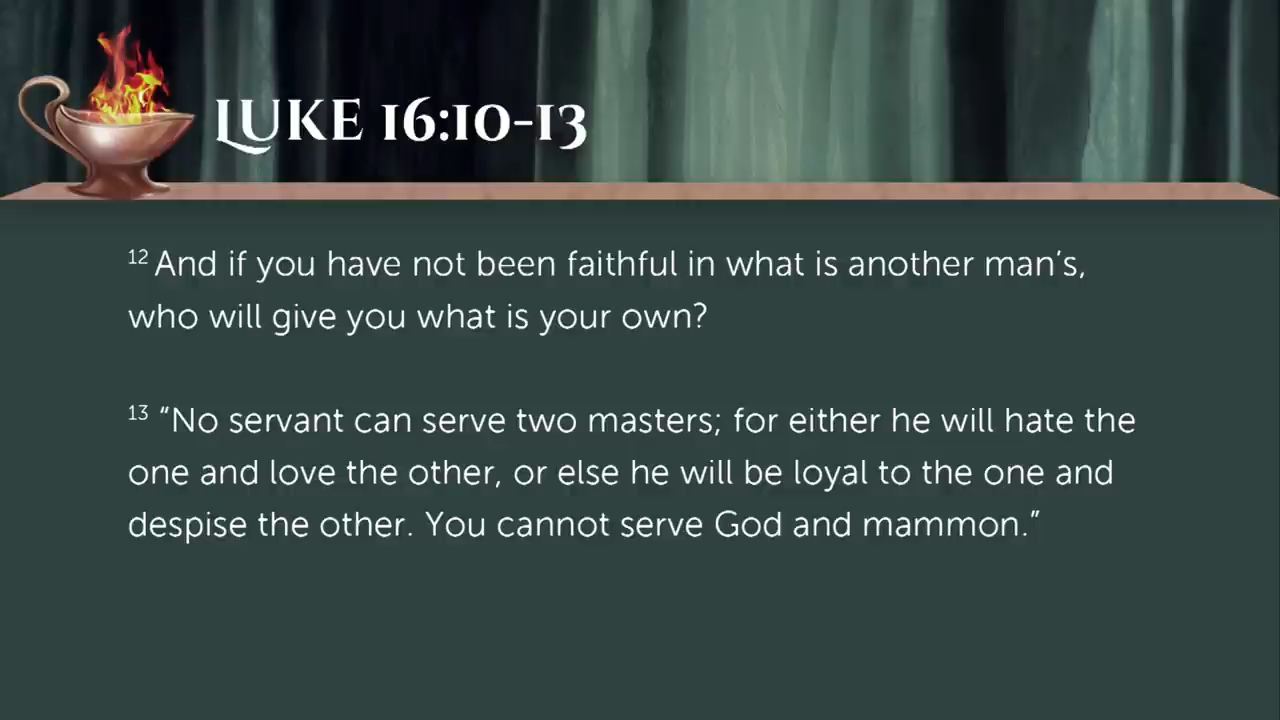 LUKE 16:10-13
12 And if you have not been faithful in what is another man’s,
who will give you what is your own?
13 “No servant can serve two masters; for either he will hate the
one and love the other, or else he will be loyal to the one and
despise the other. You cannot serve God and mammon.”